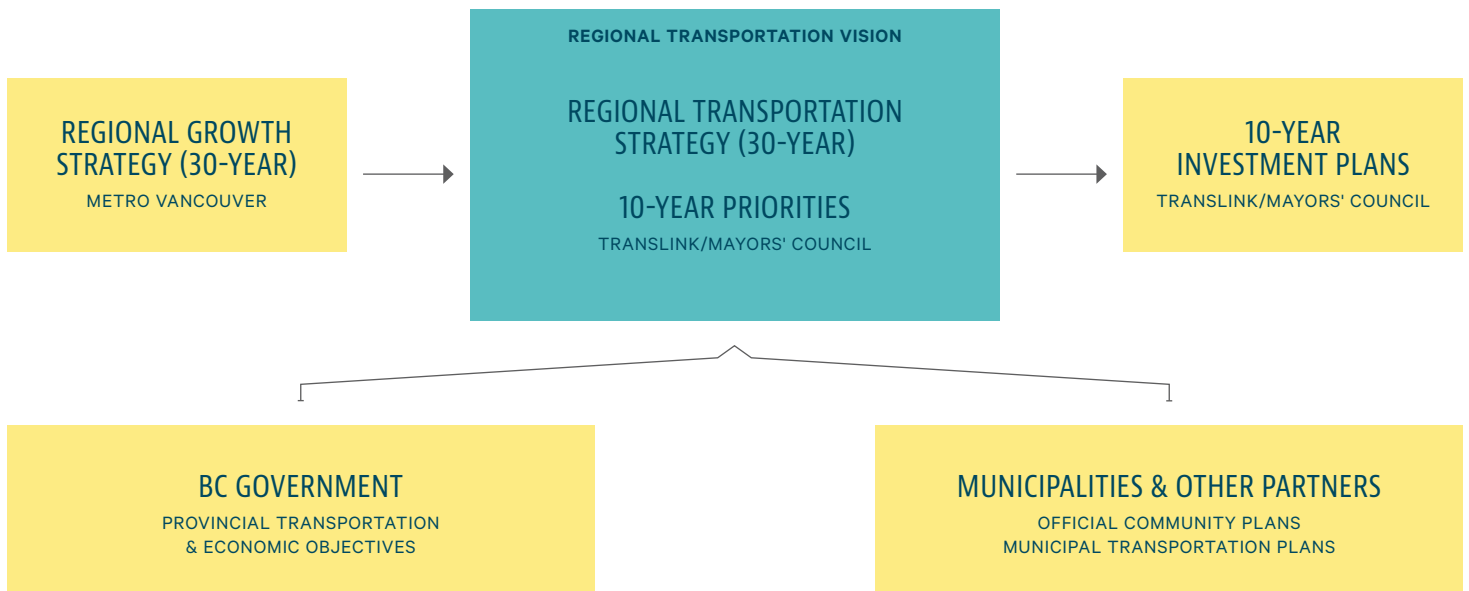 REGIONAL TRANSPORTATION VISION
REGIONAL GROWTH
STRATEGY (30-YEAR)
METRO VANCOUVER
REGIONAL TRANSPORTATION
STRATEGY (30-YEAR)
10-YEAR PRIORITIES
TRANSLINK/MAYORS' COUNCIL
10-YEAR
INVESTMENT PLANS
TRANSLINK/MAYORS' COUNCIL
BC GOVERNMENT
PROVINCIAL TRANSPORTATION
& ECONOMIC OBJECTIVES
MUNICIPALITIES & OTHER PARTNERS
OFFICIAL COMMUNITY PLANS
MUNICIPAL TRANSPORTATION PLANS